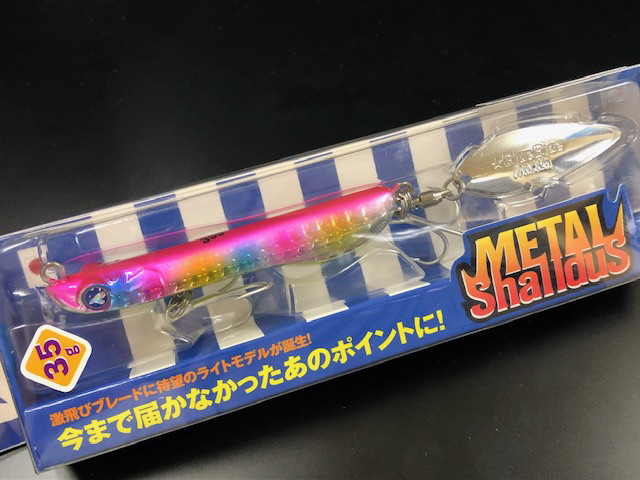 METAL
Shalldus
35g
激飛びブレードに待望のライトモデルが誕生!
今まで届かなかったあのポイントに!